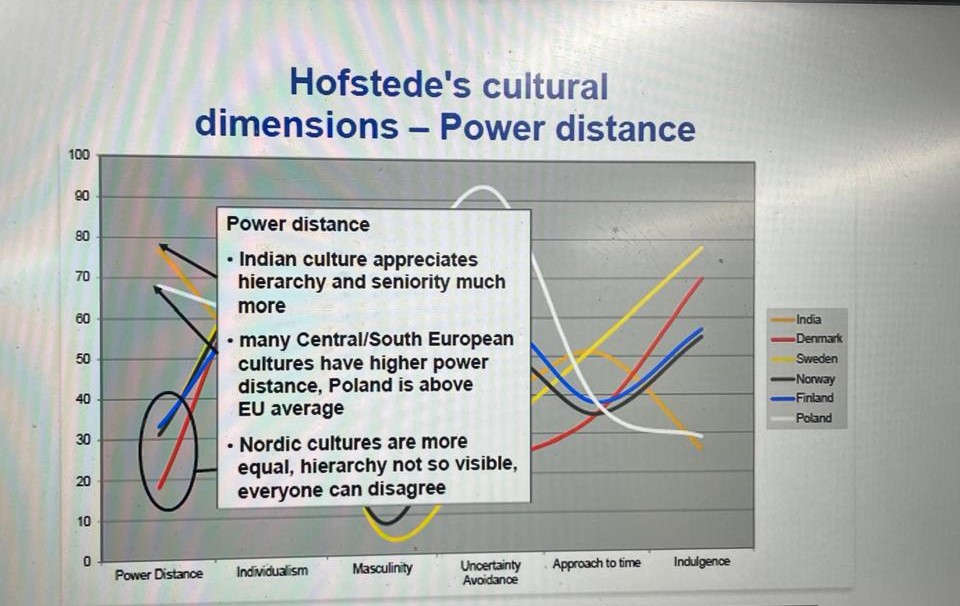 Hofstede's cultural
dimensions – Power distance
100
90
80
70
60
50
40
30
20
10
0
Power distance
• Indian culture appreciates
hierarchy and seniority much
more
• many Central/South European
cultures have higher power
distance, Poland is above
EU average
• Nordic cultures are more
equal, hierarchy not so visible,
everyone can disagree
India
Denmark
Sweden
Norway
Finland
Poland
Power Distance
Individualism
Masculinity
Uncertainty
Avoidance
Approach to time
Indulgence